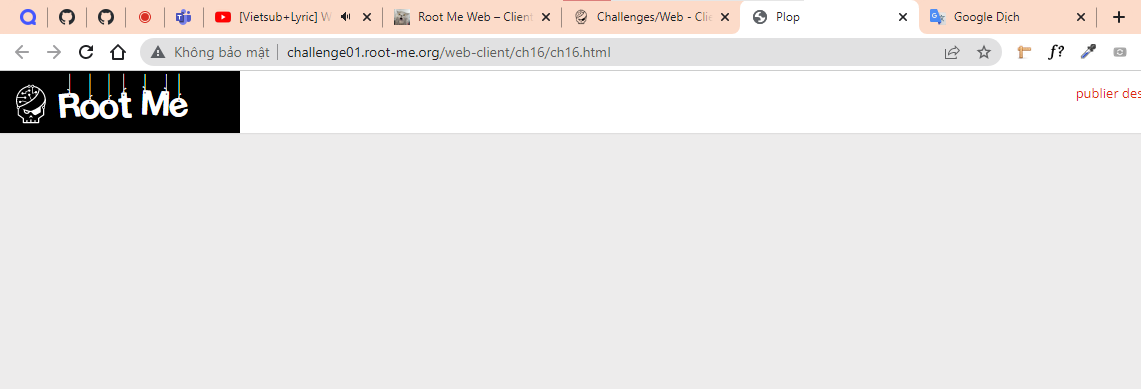 [Vietsub+Lyric] W
Root Me Web – Client
Challenges/Web - Clie
Plop
Google Dịch
Không bảo mật
challenge01.root-me.org/web-client/ch16/ch16.html
f?
Root Me
publier des